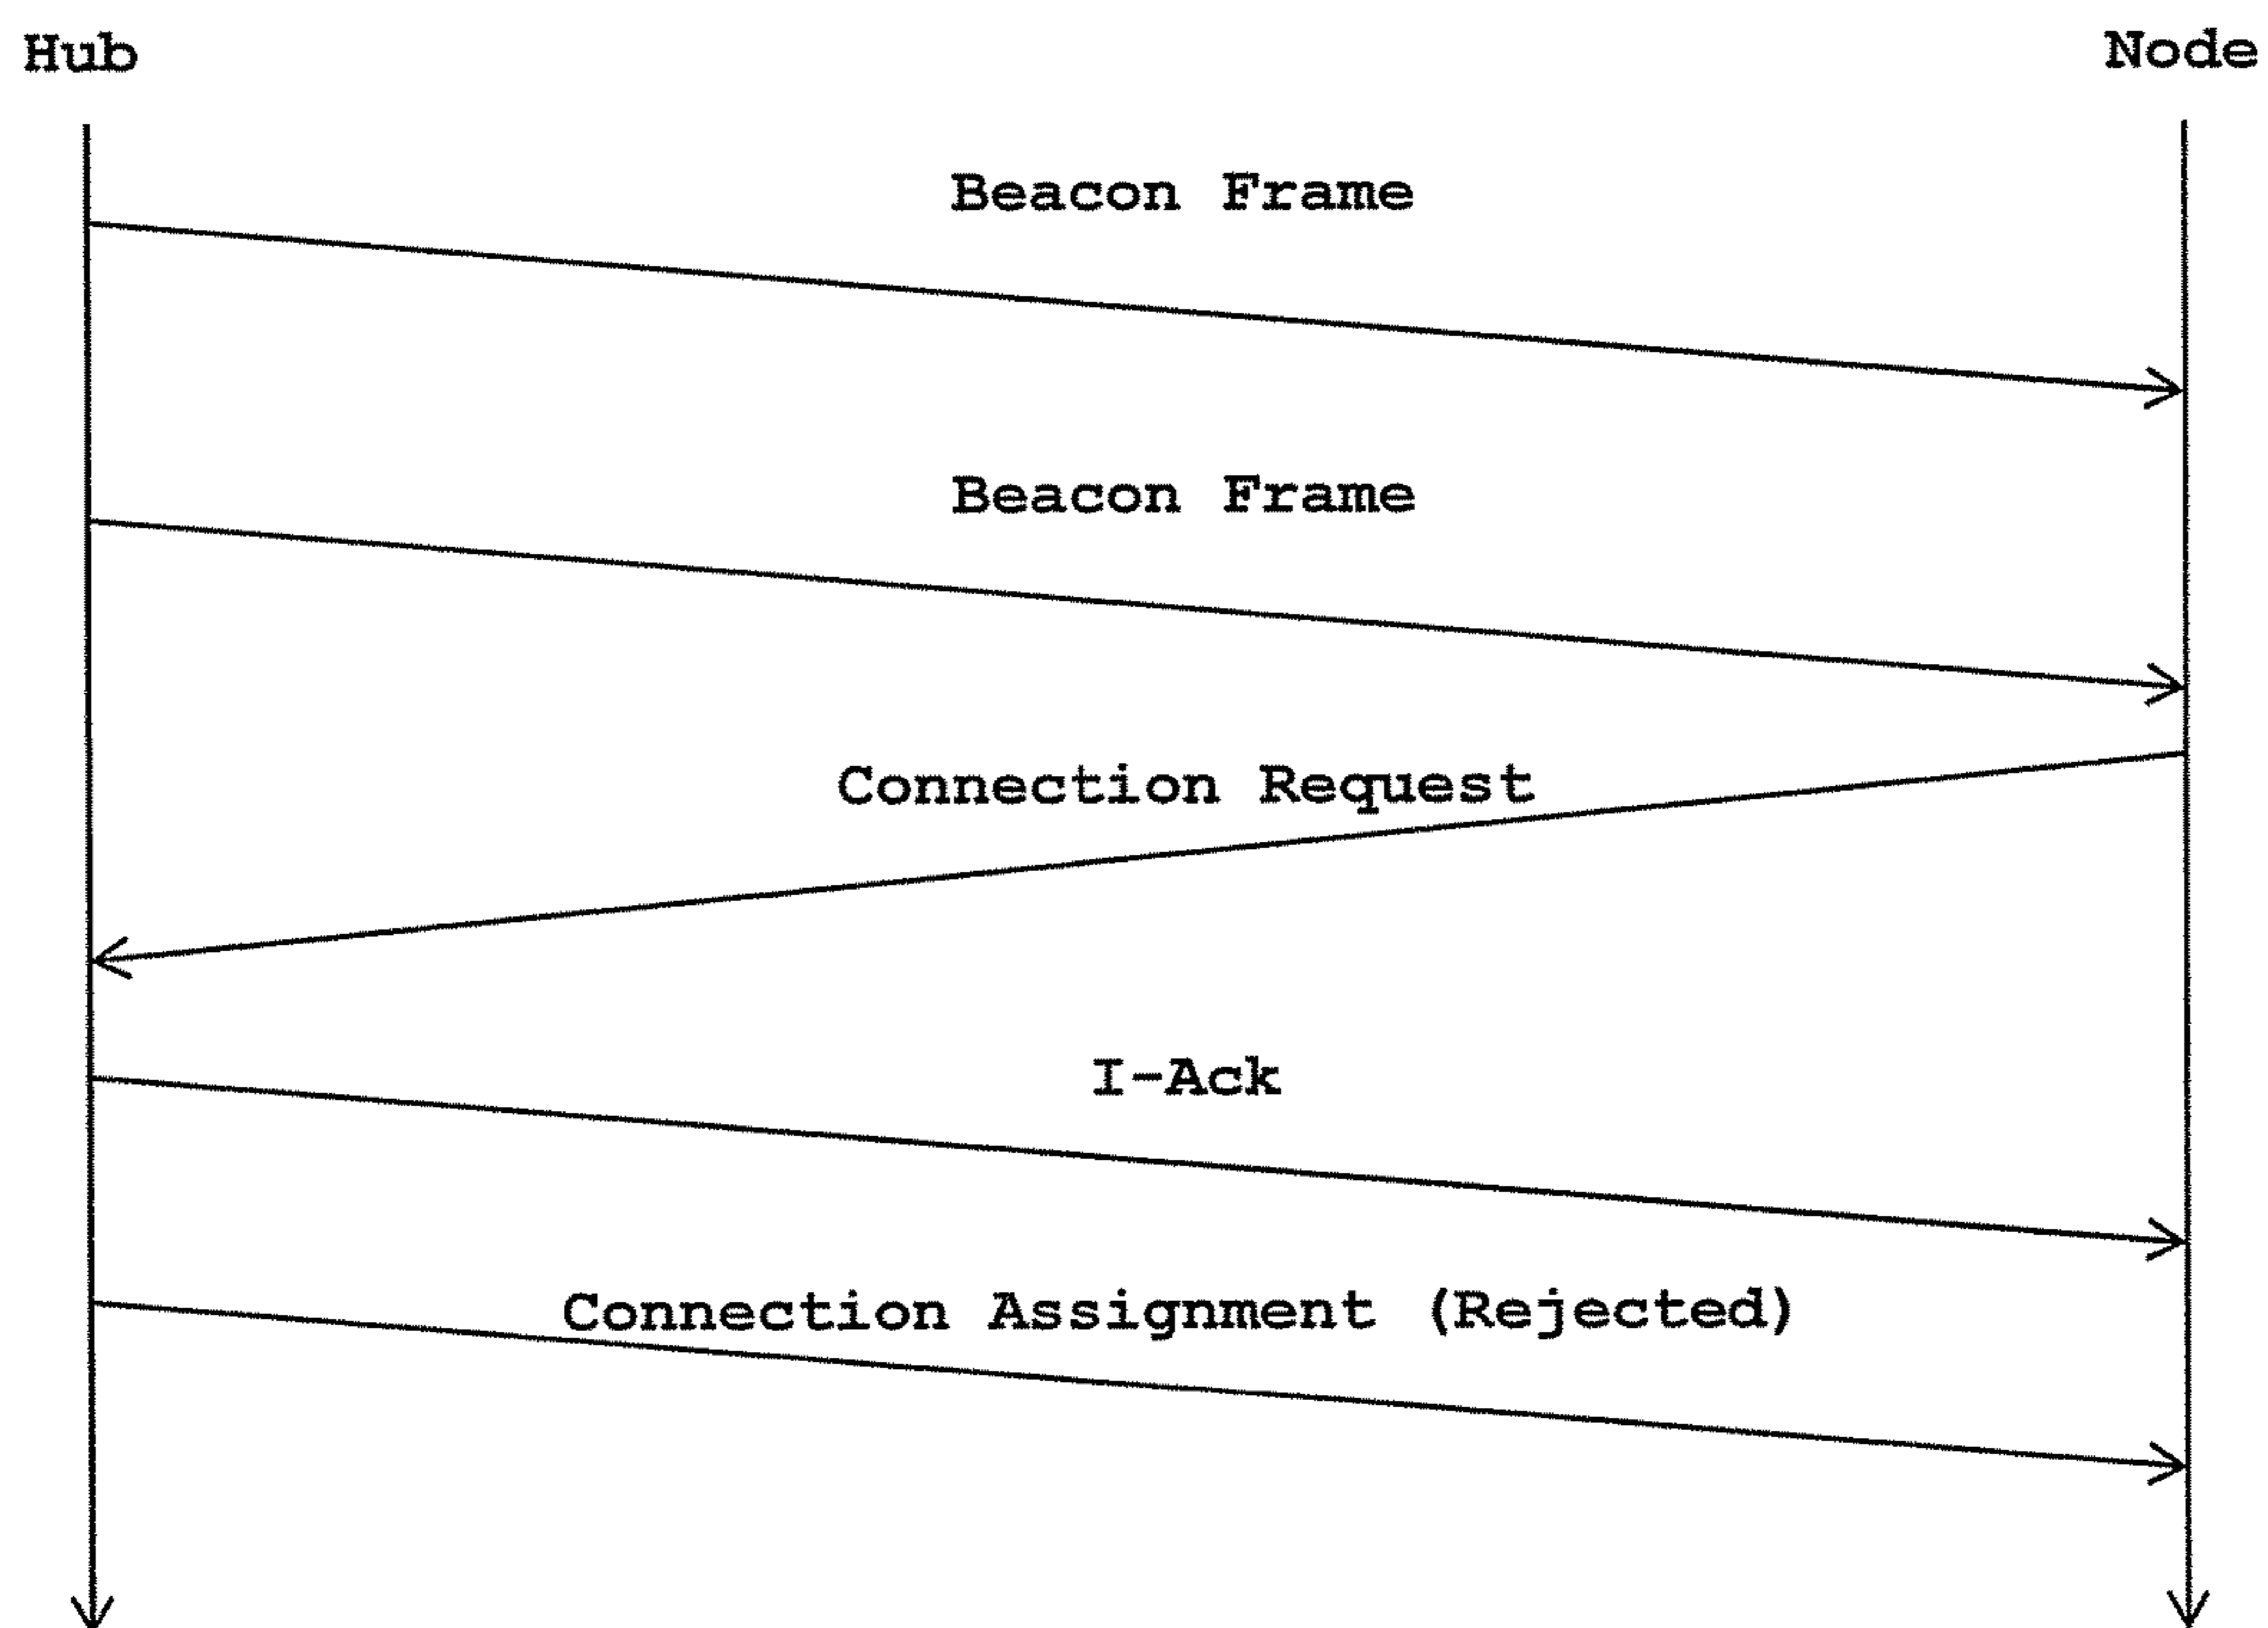 Hub
Node
Beacon Frame
Beacon Frame
Connection Request
I-Ack
Connection Assignment (Rejected)